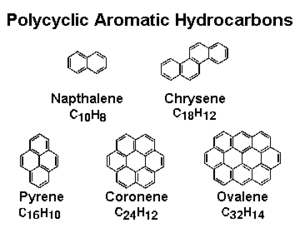 Polycyclic Aromatic Hydrocarbons
Napthalene
C10H8
Chrysene
C18H12
Pyrene
C16H10
Coronene
C24H12
Ovalene
C32H14